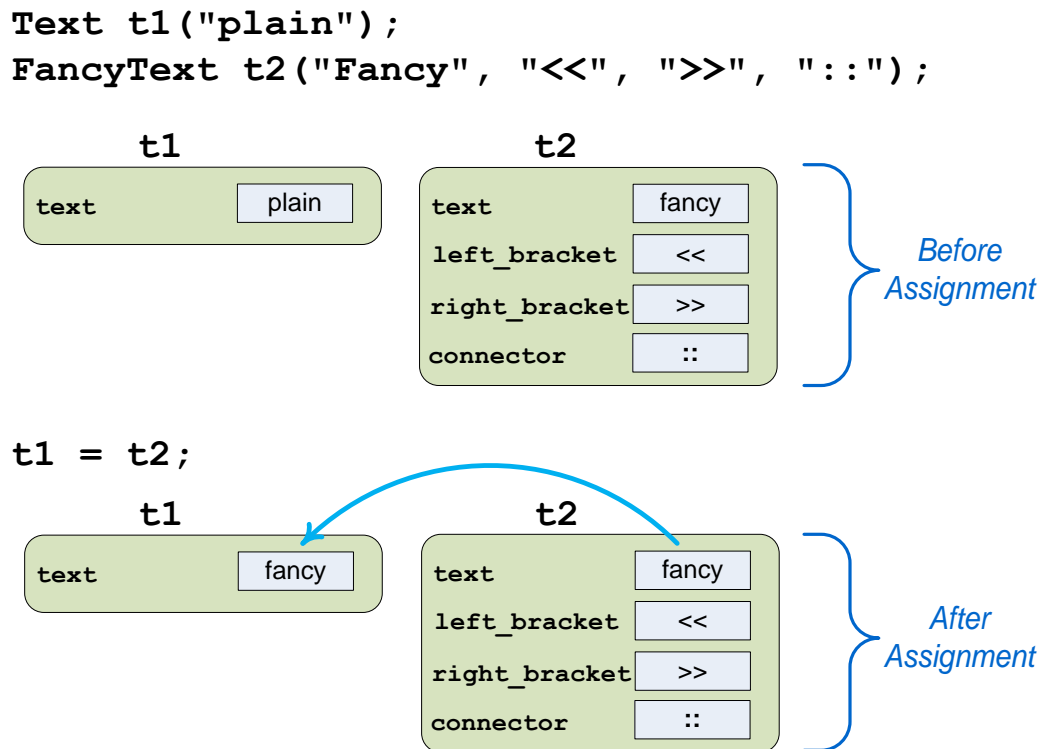 Text t1("plain");
FancyText t2("Fancy", "<<", ">>", "::");
t1
t2
text plain
text fancy
left_bracket <<
right_bracket >>
connector ::
Before
Assignment
t1 = t2;
t1
t2
text fancy
text fancy
left_bracket <<
right_bracket >>
connector ::
After
Assignment